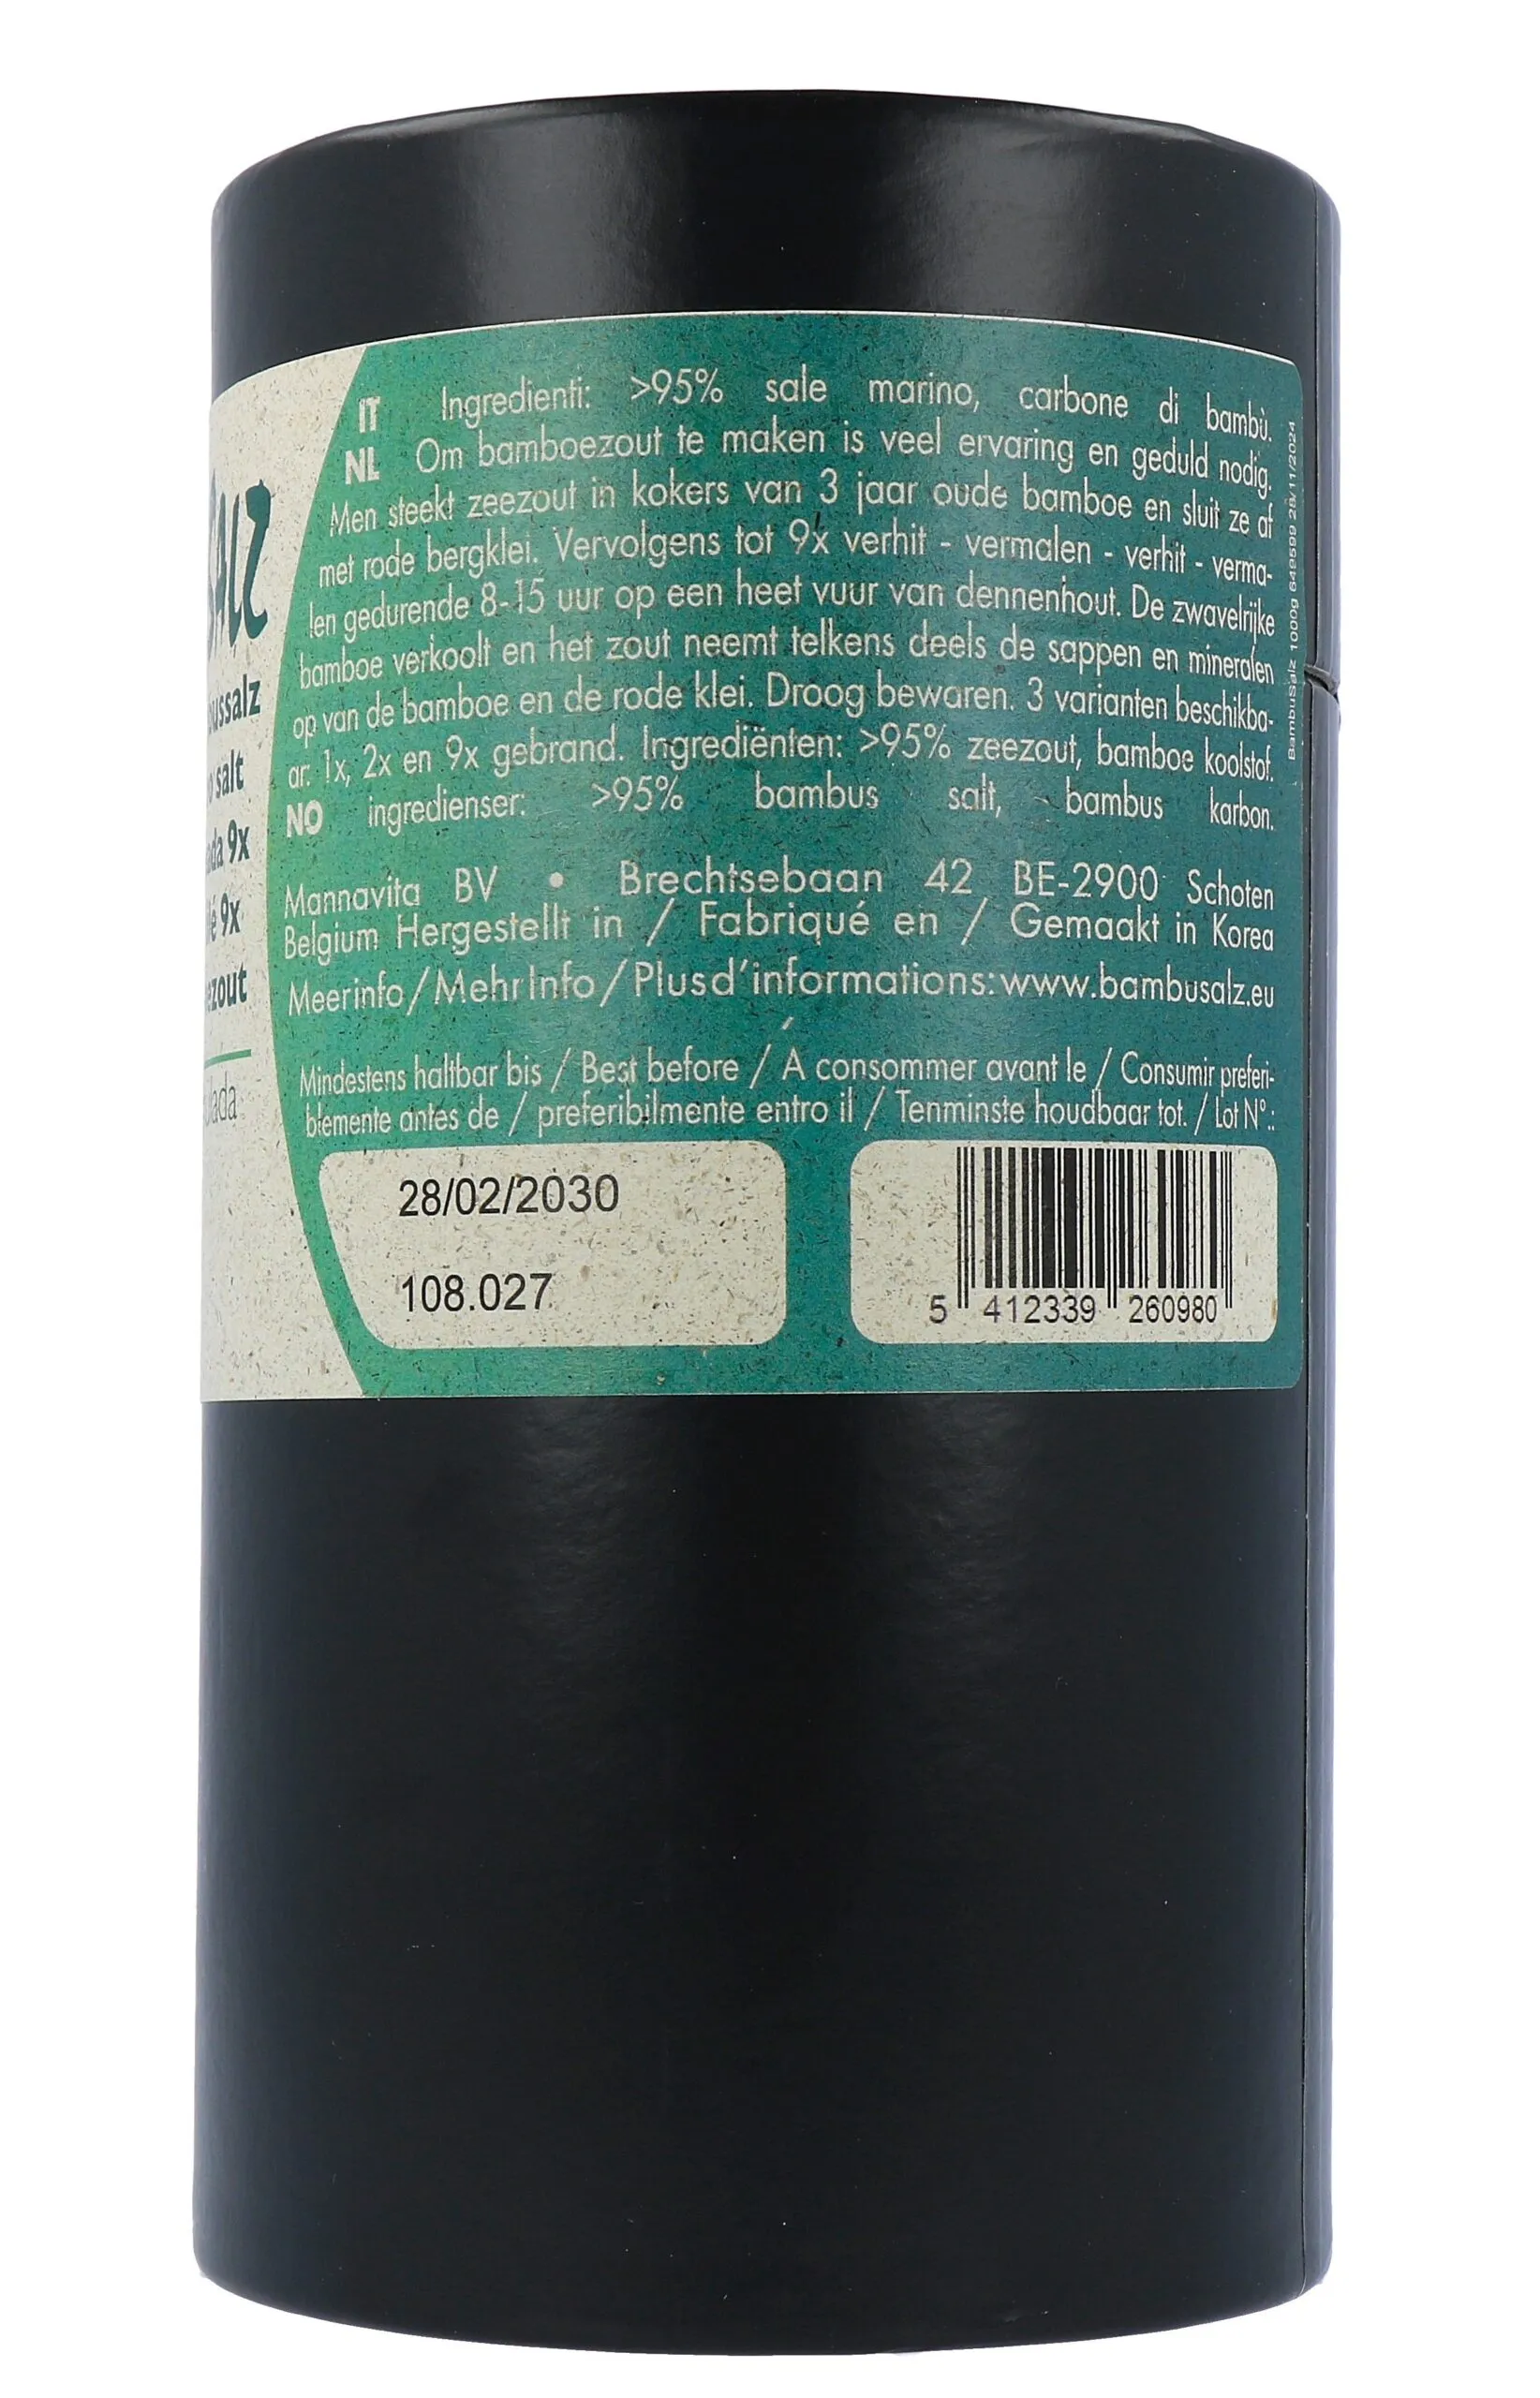 IT Ingredienti: >95% sale marino, carbone di bambù.
NL Om bamboezout te maken is veel ervaring en geduld nodig.
Men steekt zeezout in kokers van 3 jaar oude bamboe en sluit ze af
met rode bergklei. Vervolgens tot 9x verhit - vermalen - verhit - verma-
len gedurende 8-15 uur op een heet vuur van dennenhout. De zwavelrijke
bamboe verkoolt en het zout neemt telkens deels de sappen en mineralen
op van de bamboe en de rode klei. Droog bewaren. 3 varianten beschikba-
ar: 1x, 2x en 9x gebrand. Ingrediënten: >95% zeezout, bamboe koolstof.
NO ingredienser: >95% bambus salt, bambus karbon.
Mannavita BV • Brechtsebaan 42 BE-2900 Schoten
Belgium Hergestellt in / Fabriqué en / Gemaakt in Korea
Meerinfo/MehrInfo/Plusd'informations:www.bambusalz.eu
Mindestens haltbar bis / Best before / Á consommer avant le / Consumir preferi-
blemente antes de / preferibilmente entro il / Tenminste houdbaar tot. / Lot N° .:
28/02/2030
108.027
5 412339 260980
BambuSalz 1000g 649599 28/11/2024
salt
9x
9x